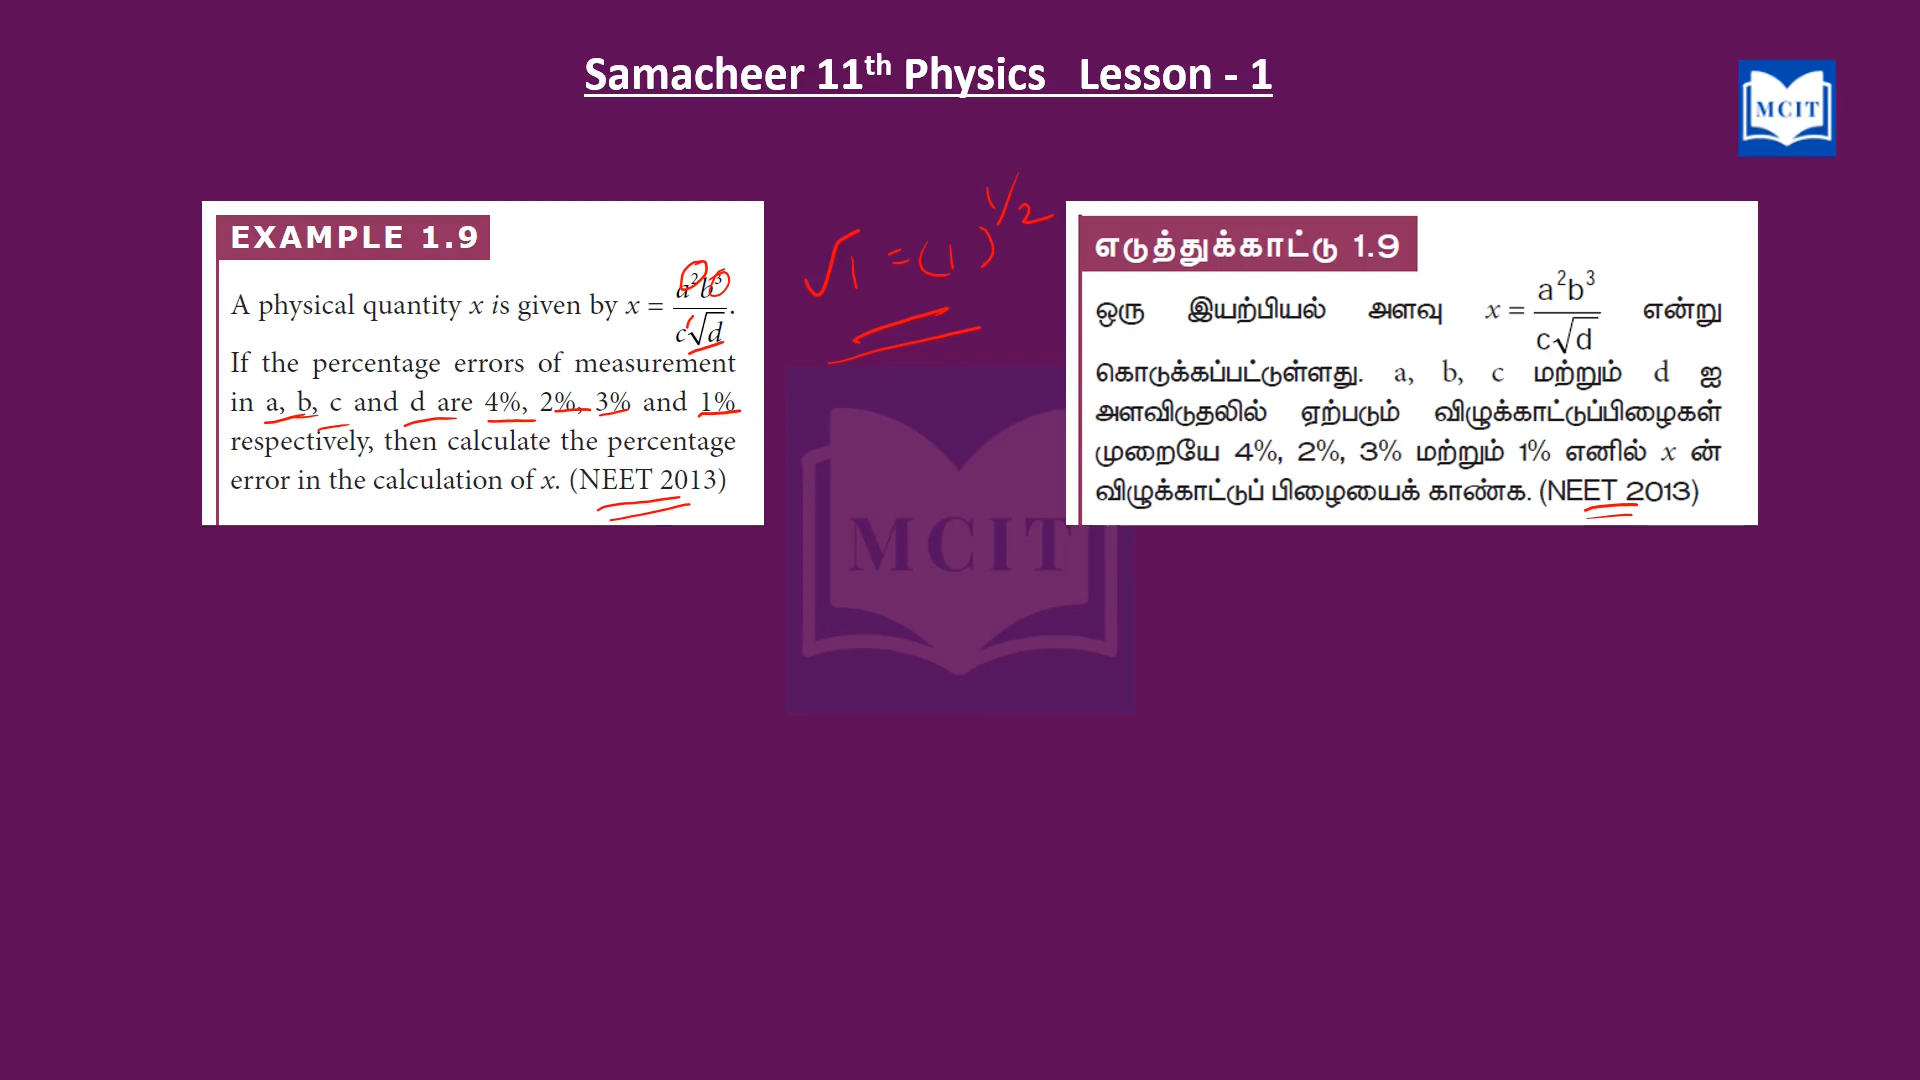 Samacheer 11th Physics Lesson - 1
MCIT
EXAMPLE 1.9
A physical quantity x is given by x = a²b³ / c√d.
If the percentage errors of measurement
in a, b, c and d are 4%, 2%, 3% and 1%
respectively, then calculate the percentage
error in the calculation of x. (NEET 2013)
√1 = (1)^1/2
எடுத்துக்காட்டு 1.9
ஒரு இயற்பியல் அளவு x = a²b³ / c√d என்று
கொடுக்கப்பட்டுள்ளது. a, b, c மற்றும் d ஐ
அளவிடுதலில் ஏற்படும் விழுக்காட்டுப்பிழைகள்
முறையே 4%, 2%, 3% மற்றும் 1% எனில் x ன்
விழுக்காட்டுப் பிழையைக் காண்க. (NEET 2013)
MCIT